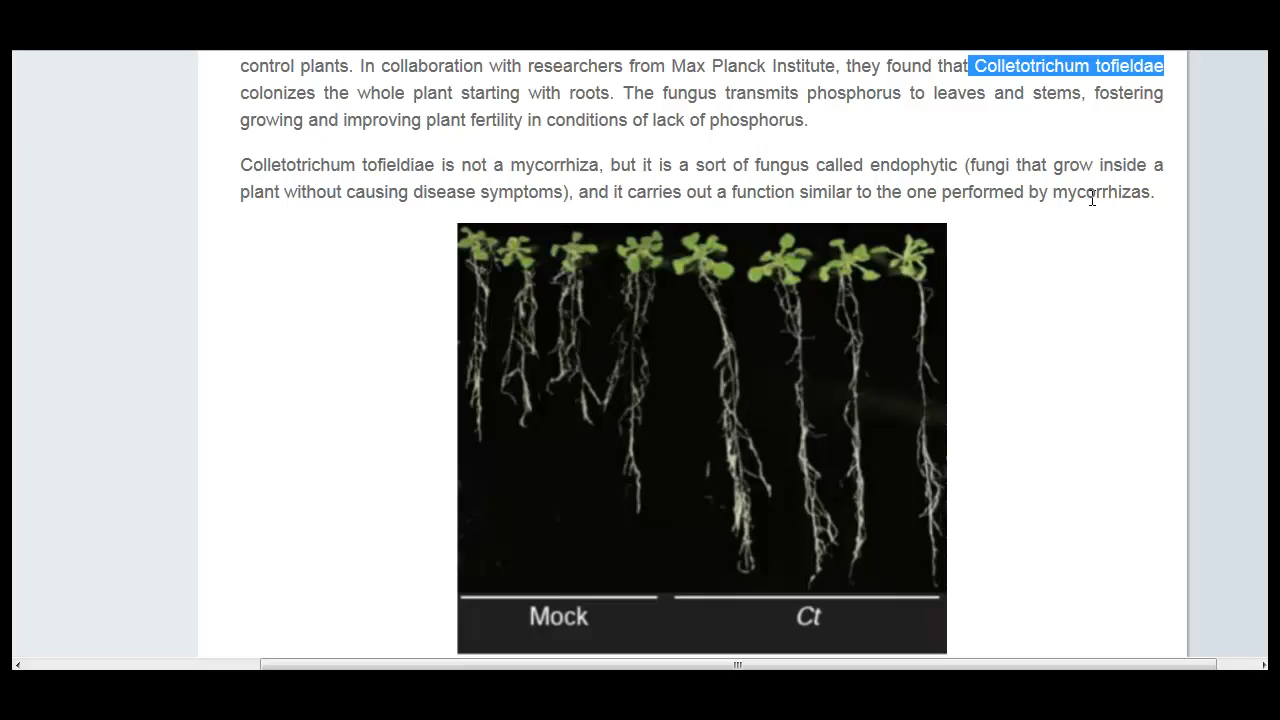 control plants. In collaboration with researchers from Max Planck Institute, they found that Colletotrichum tofieldae
colonizes the whole plant starting with roots. The fungus transmits phosphorus to leaves and stems, fostering
growing and improving plant fertility in conditions of lack of phosphorus.
Colletotrichum tofieldiae is not a mycorrhiza, but it is a sort of fungus called endophytic (fungi that grow inside a
plant without causing disease symptoms), and it carries out a function similar to the one performed by mycorrhizas.
Mock
Ct